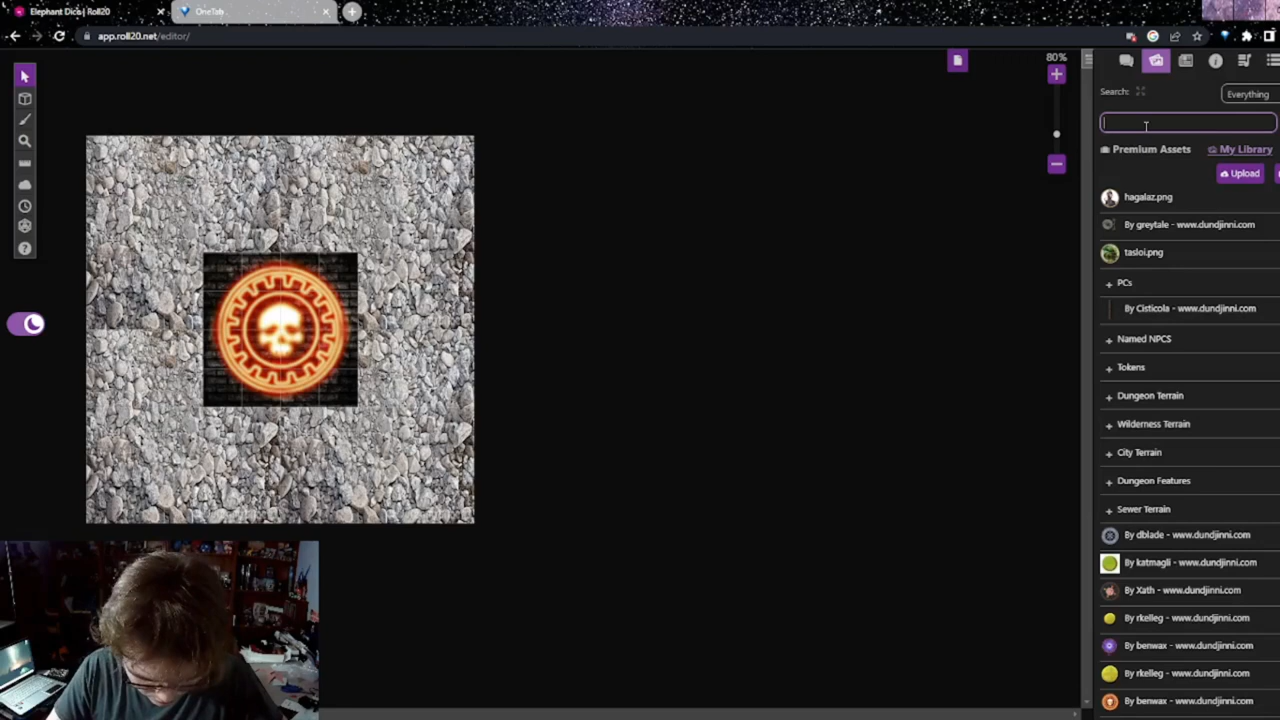 Elephant Dice | Roll20
OneTab
app.roll20.net/editor/
80%
Search:
Everything
Premium Assets
My Library
Upload
hagalaz.png
By greytale - www.dundjinni.com
tasloi.png
PCs
By Cisticola - www.dundjinni.com
Named NPCS
Tokens
Dungeon Terrain
Wilderness Terrain
City Terrain
Dungeon Features
Sewer Terrain
By dblade - www.dundjinni.com
By katmagli - www.dundjinni.com
By Xath - www.dundjinni.com
By rkelleg - www.dundjinni.com
By benwax - www.dundjinni.com
By rkelleg - www.dundjinni.com
By benwax - www.dundjinni.com